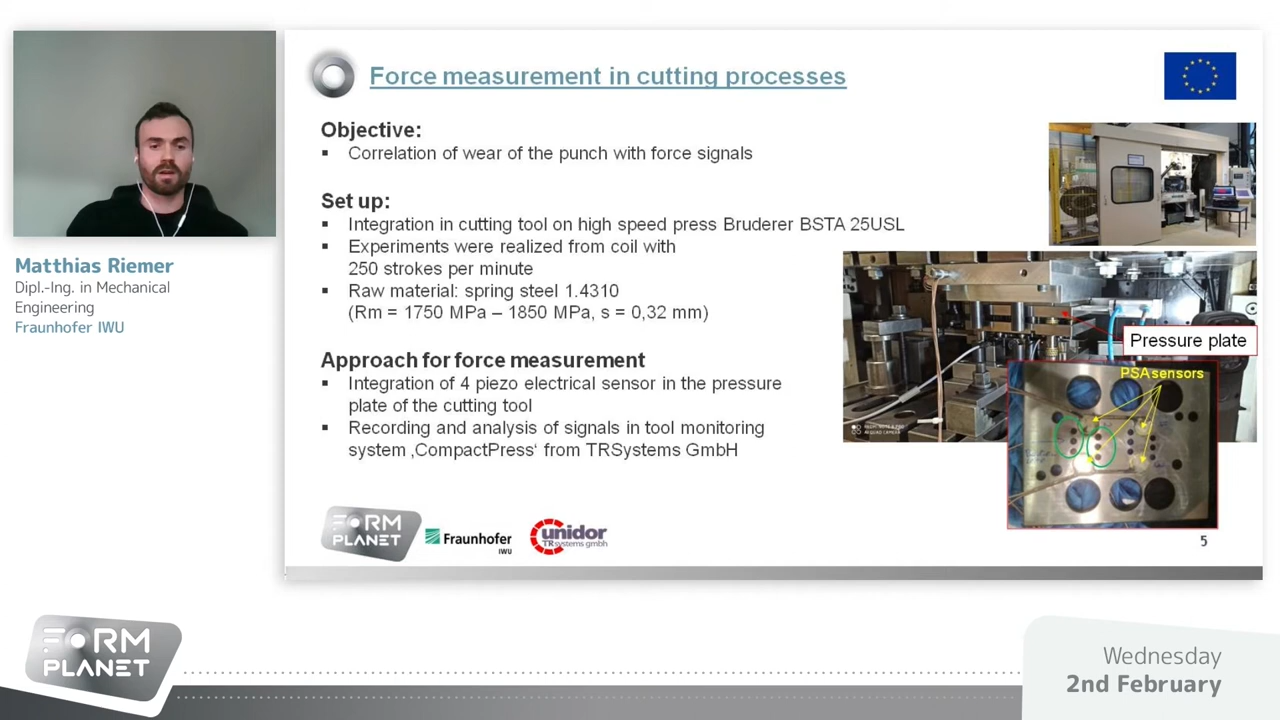 Force measurement in cutting processes
Objective:
Correlation of wear of the punch with force signals
Set up:
Integration in cutting tool on high speed press Bruderer BSTA 25USL
Experiments were realized from coil with
250 strokes per minute
Raw material: spring steel 1.4310
(Rm = 1750 MPa – 1850 MPa, s = 0,32 mm)
Approach for force measurement
Integration of 4 piezo electrical sensor in the pressure
plate of the cutting tool
Recording and analysis of signals in tool monitoring
system ‚CompactPress‘ from TRSystems GmbH
Pressure plate
PSA sensors
FORM
PLANET
Fraunhofer
IWU
unidor
TRsystems gmbh
5
Matthias Riemer
Dipl.-Ing. in Mechanical
Engineering
Fraunhofer IWU
FORM
PLANET
Wednesday
2nd February